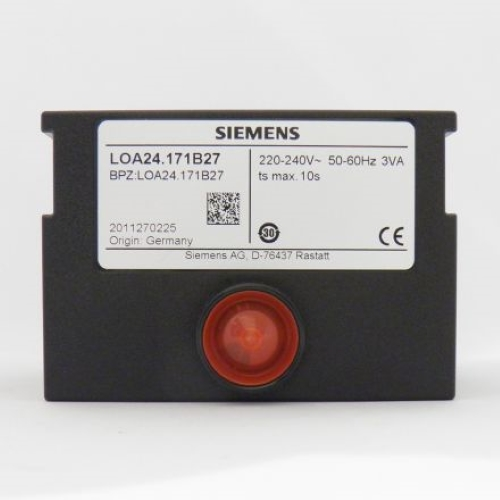 SIEMENS
LOA24.171B27
BPZ:LOA24.171B27
220-240V~ 50-60Hz 3VA
ts max. 10s
2011270225
Origin: Germany
30
CE
Siemens AG, D-76437 Rastatt